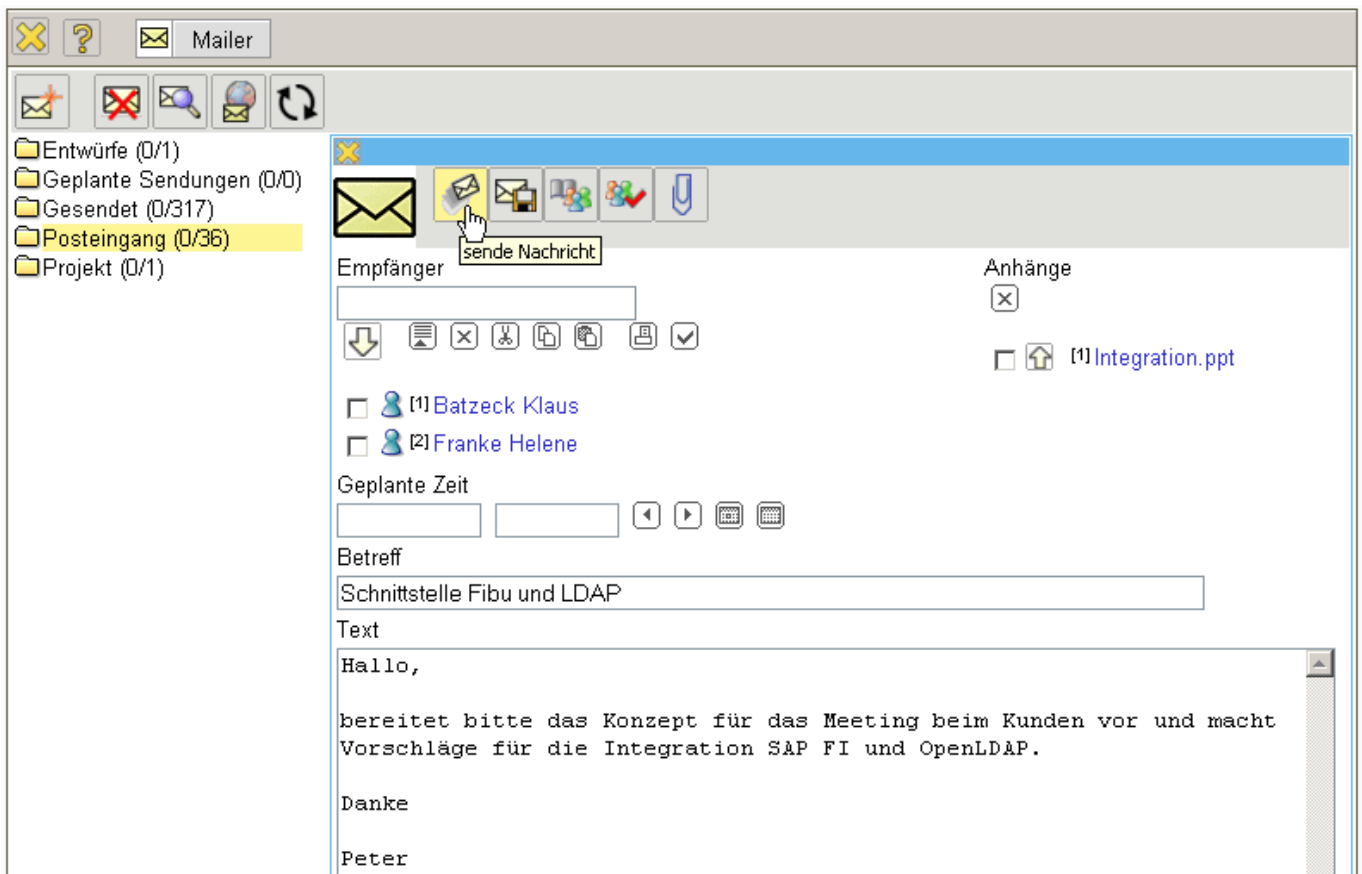 Mailer
Entwürfe (0/1)
Geplante Sendungen (0/0)
Gesendet (0/317)
Posteingang (0/36)
Projekt (0/1)
sende Nachricht
Empfänger
Anhänge
[1] Integration.ppt
[1] Batzeck Klaus
[2] Franke Helene
Geplante Zeit
Betreff
Schnittstelle Fibu und LDAP
Text
Hallo,
bereitet bitte das Konzept für das Meeting beim Kunden vor und macht
Vorschläge für die Integration SAP FI und OpenLDAP.
Danke
Peter